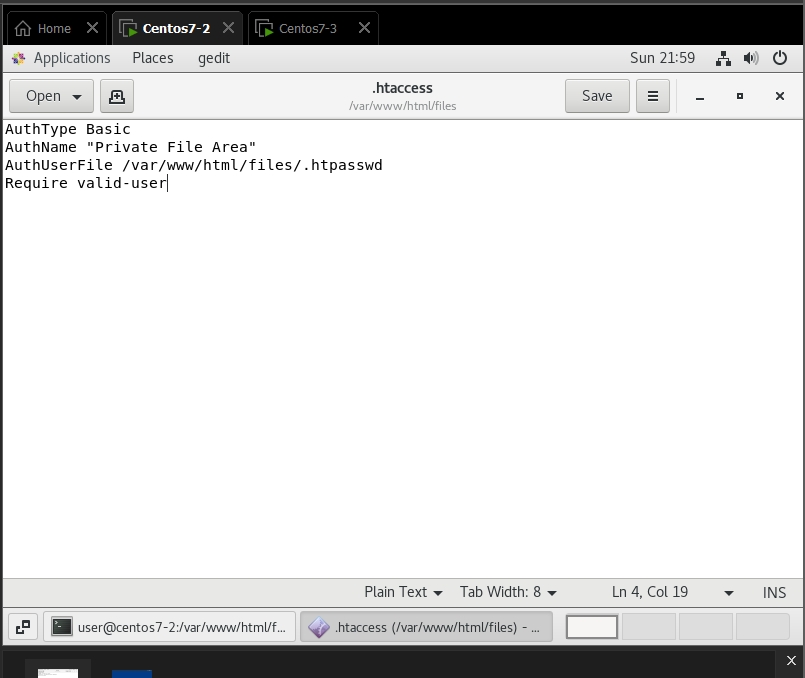 Home
Centos7-2
Centos7-3
Applications Places gedit Sun 21:59
Open .htaccess Save
/var/www/html/files
AuthType Basic
AuthName "Private File Area"
AuthUserFile /var/www/html/files/.htpasswd
Require valid-user
Plain Text Tab Width: 8 Ln 4, Col 19 INS
user@centos7-2:/var/www/html/f... .htaccess (/var/www/html/files) - ...